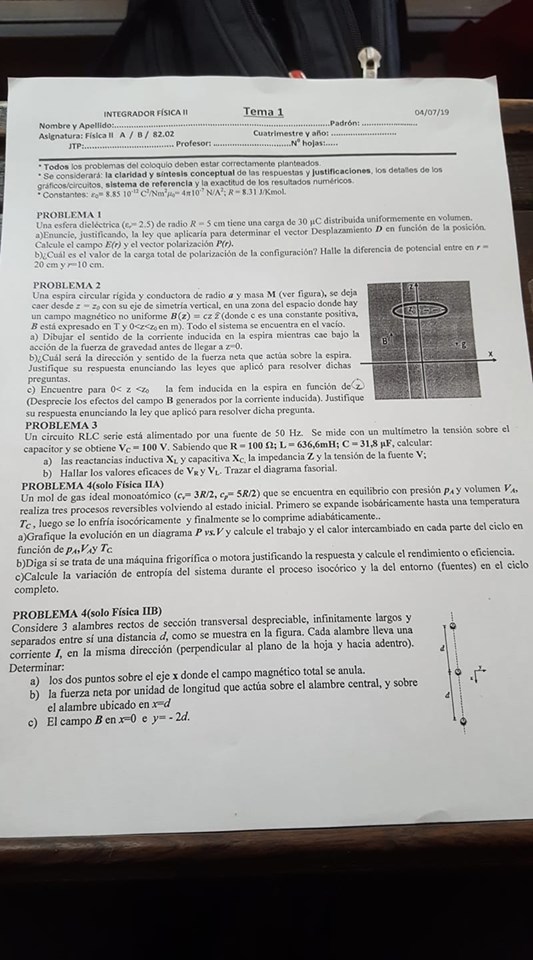 INTEGRADOR FÍSICA II Tema 1 04/07/19
Nombre y Apellido:.............................................Padrón: ..................
Asignatura: Física II A / B / 82.02 Cuatrimestre y año: ........................
JTP:.............................. Profesor: ..........................Nº hojas:.....
* Todos los problemas del coloquio deben estar correctamente planteados.
* Se considerará: la claridad y síntesis conceptual de las respuestas y justificaciones, los detalles de los
gráficos/circuitos, sistema de referencia y la exactitud de los resultados numéricos.
* Constantes: ε₀= 8.85 10⁻¹² C²/Nm² μ₀= 4π10⁻⁷ N/A²; R = 8.31 J/Kmol.
PROBLEMA 1
Una esfera dieléctrica (εᵣ= 2.5) de radio R = 5 cm tiene una carga de 30 μC distribuida uniformemente en volumen.
a)Enuncie, justificando, la ley que aplicaría para determinar el vector Desplazamiento D en función de la posición.
Calcule el campo E(r) y el vector polarización P(r).
b)¿Cuál es el valor de la carga total de polarización de la configuración? Halle la diferencia de potencial entre en r =
20 cm y r=10 cm.
PROBLEMA 2
Una espira circular rígida y conductora de radio a y masa M (ver figura), se deja
caer desde z = z₀ con su eje de simetría vertical, en una zona del espacio donde hay
un campo magnético no uniforme B(z) = cz ẑ (donde c es una constante positiva,
B está expresado en T y 0<z<z₀ en m). Todo el sistema se encuentra en el vacío.
a) Dibujar el sentido de la corriente inducida en la espira mientras cae bajo la
acción de la fuerza de gravedad antes de llegar a z=0.
b)¿Cuál será la dirección y sentido de la fuerza neta que actúa sobre la espira.
Justifique su respuesta enunciando las leyes que aplicó para resolver dichas
preguntas.
c) Encuentre para 0< z <z₀ la fem inducida en la espira en función de z
(Desprecie los efectos del campo B generados por la corriente inducida). Justifique
su respuesta enunciando la ley que aplicó para resolver dicha pregunta.
z
B
g
x
PROBLEMA 3
Un circuito RLC serie está alimentado por una fuente de 50 Hz. Se mide con un multímetro la tensión sobre el
capacitor y se obtiene V_C = 100 V. Sabiendo que R = 100 Ω; L = 636,6mH; C = 31,8 μF, calcular:
a) las reactancias inductiva X_L y capacitiva X_C, la impedancia Z y la tensión de la fuente V;
b) Hallar los valores eficaces de V_R y V_L. Trazar el diagrama fasorial.
PROBLEMA 4(solo Física IIA)
Un mol de gas ideal monoatómico (cᵥ= 3R/2, cₚ= 5R/2) que se encuentra en equilibrio con presión p_A y volumen V_A,
realiza tres procesos reversibles volviendo al estado inicial. Primero se expande isobáricamente hasta una temperatura
T_C , luego se lo enfría isocóricamente y finalmente se lo comprime adiabáticamente..
a)Grafique la evolución en un diagrama P vs.V y calcule el trabajo y el calor intercambiado en cada parte del ciclo en
función de p_A,V_A y T_C
b)Diga si se trata de una máquina frigorífica o motora justificando la respuesta y calcule el rendimiento o eficiencia.
c)Calcule la variación de entropía del sistema durante el proceso isocórico y la del entorno (fuentes) en el ciclo
completo.
PROBLEMA 4(solo Física IIB)
Considere 3 alambres rectos de sección transversal despreciable, infinitamente largos y
separados entre sí una distancia d, como se muestra en la figura. Cada alambre lleva una
corriente I, en la misma dirección (perpendicular al plano de la hoja y hacia adentro).
Determinar:
a) los dos puntos sobre el eje x donde el campo magnético total se anula.
b) la fuerza neta por unidad de longitud que actúa sobre el alambre central, y sobre
el alambre ubicado en x=d
c) El campo B en x=0 e y= - 2d.
d
d